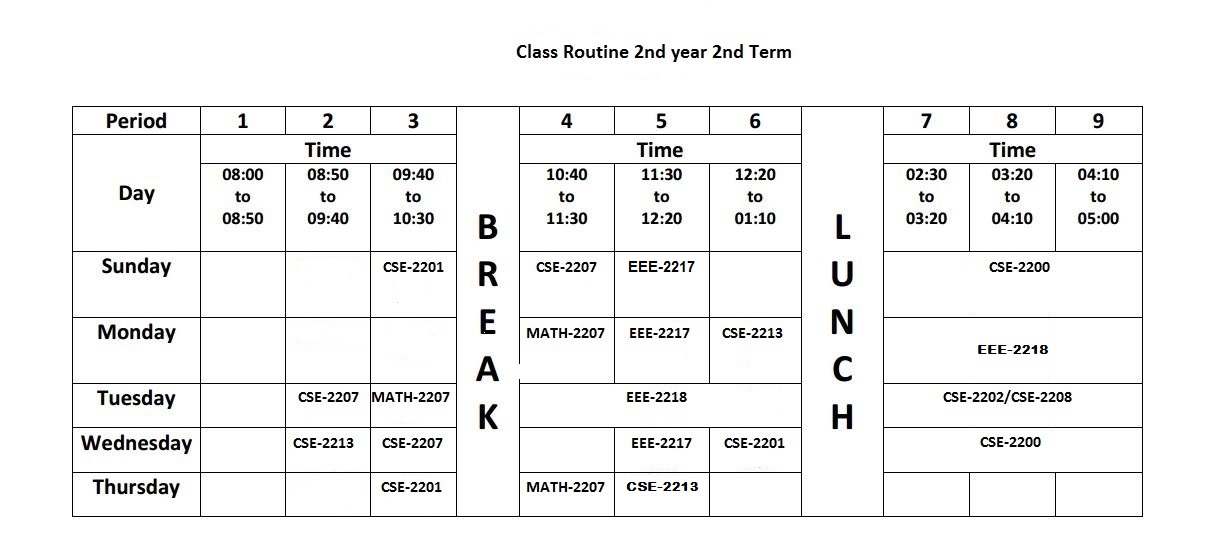 Class Routine 2nd year 2nd Term
Period 1 2 3 4 5 6 7 8 9
Day
Time Time Time
08:00 08:50 09:40 10:40 11:30 12:20 02:30 03:20 04:10
to to to to to to to to to
08:50 09:40 10:30 11:30 12:20 01:10 03:20 04:10 05:00
BREAK
LUNCH
Sunday CSE-2201 CSE-2207 EEE-2217 CSE-2200
Monday MATH-2207 EEE-2217 CSE-2213 EEE-2218
Tuesday CSE-2207 MATH-2207 EEE-2218 CSE-2202/CSE-2208
Wednesday CSE-2213 CSE-2207 EEE-2217 CSE-2201 CSE-2200
Thursday CSE-2201 MATH-2207 CSE-2213